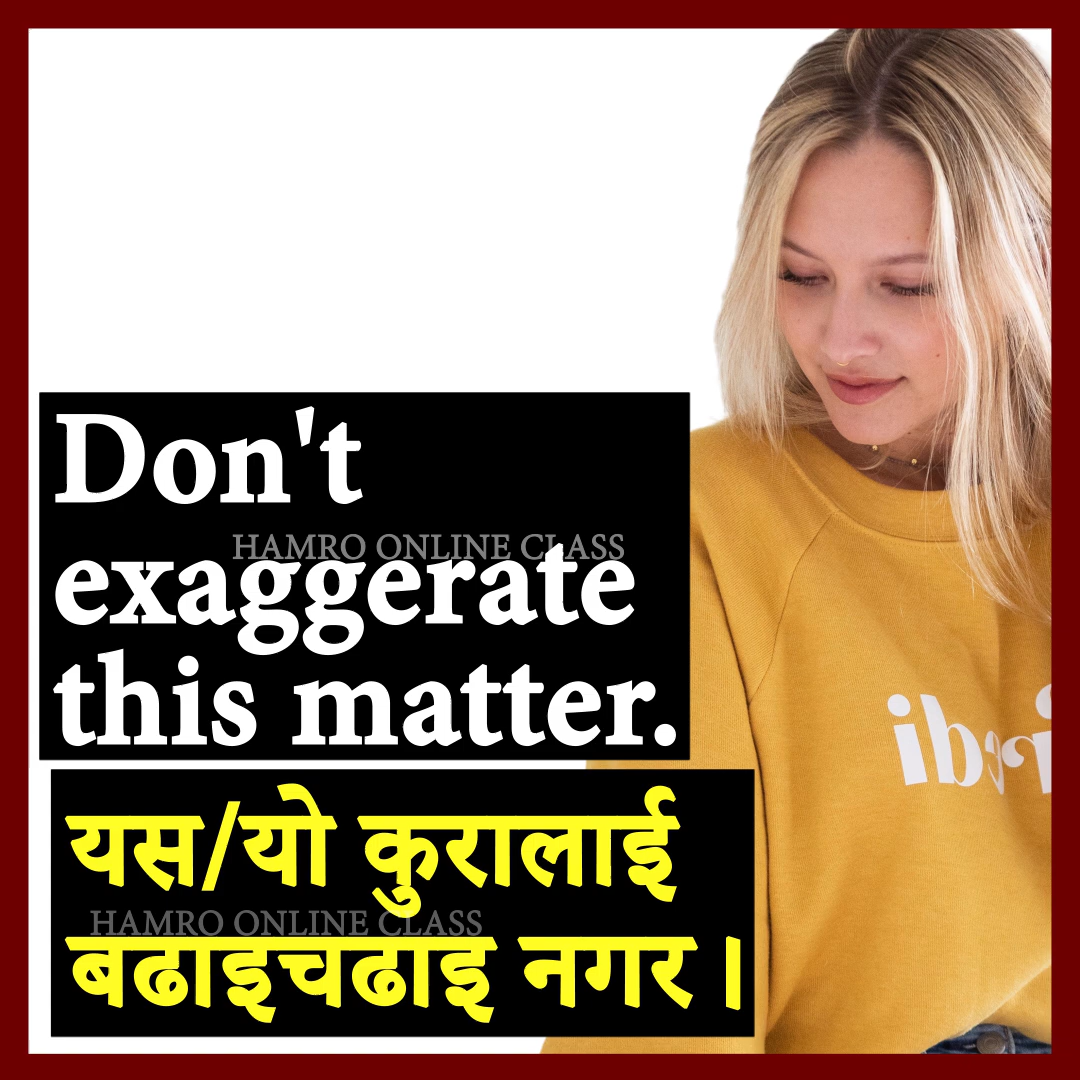 Don't
HAMRO ONLINE CLASS
exaggerate
this matter.
यस/यो कुरालाई
HAMRO ONLINE CLASS
बढाइचढाइ नगर ।